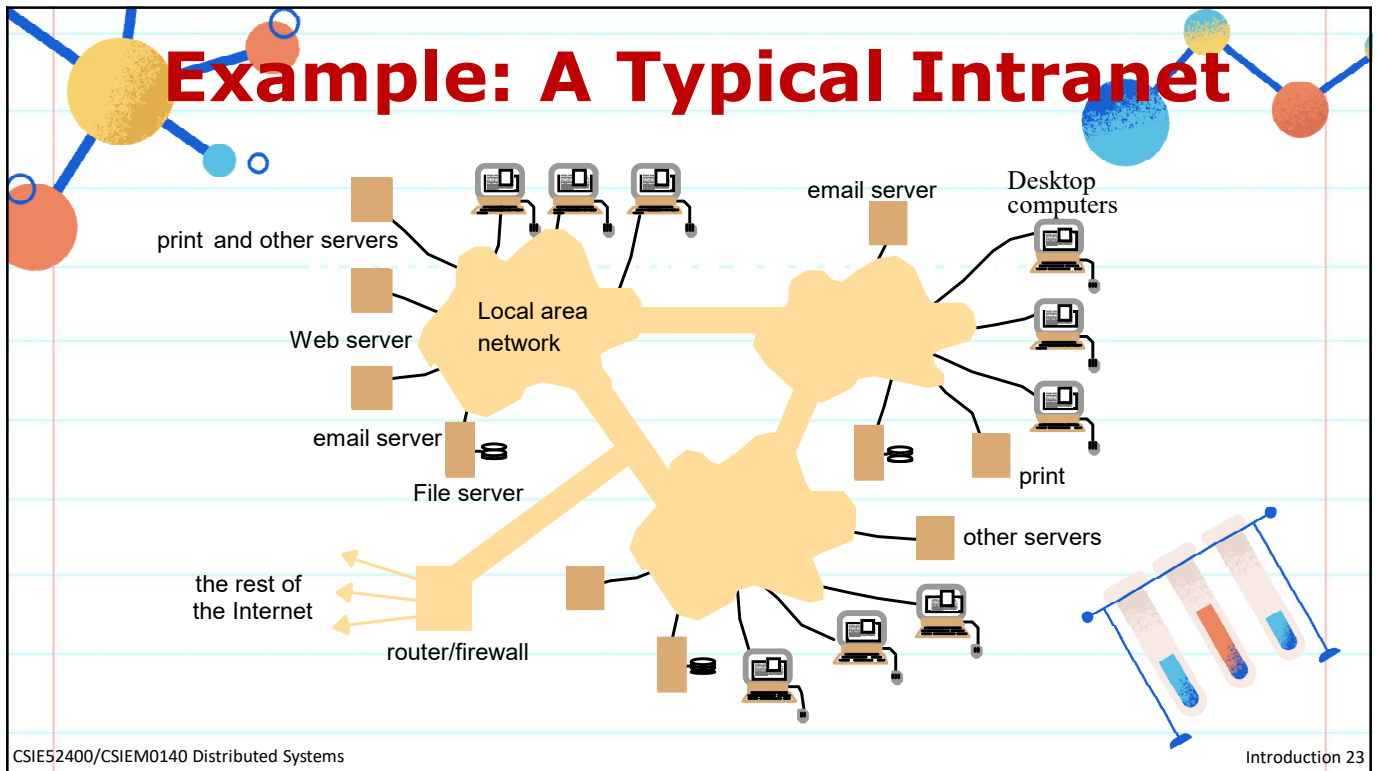 Example: A Typical Intranet
email server
Desktop
computers
print and other servers
Local area
network
Web server
email server
File server
print
other servers
the rest of
the Internet
router/firewall
CSIE52400/CSIEM0140 Distributed Systems
Introduction 23